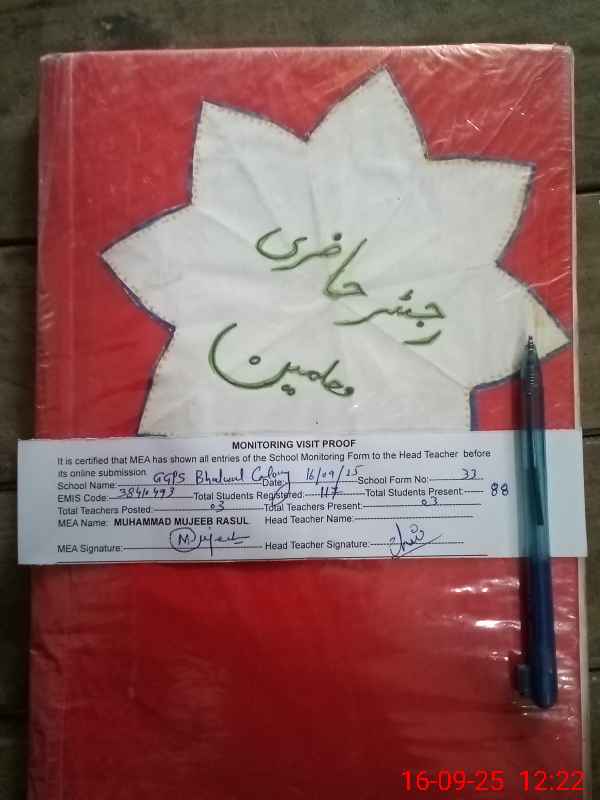 رجسٹر حاضری
معلمین
MONITORING VISIT PROOF
It is certified that MEA has shown all entries of the School Monitoring Form to the Head Teacher before
its online submission.
School Name: GGPS Bhalwal Colony Date: 16/09/25 School Form No: 33
EMIS Code: 38410493 Total Students Registered: 117 Total Students Present: 88
Total Teachers Posted: 03 Total Teachers Present: 03
MEA Name: MUHAMMAD MUJEEB RASUL Head Teacher Name:
MEA Signature: Mujeeb Head Teacher Signature:
16-09-25 12:22